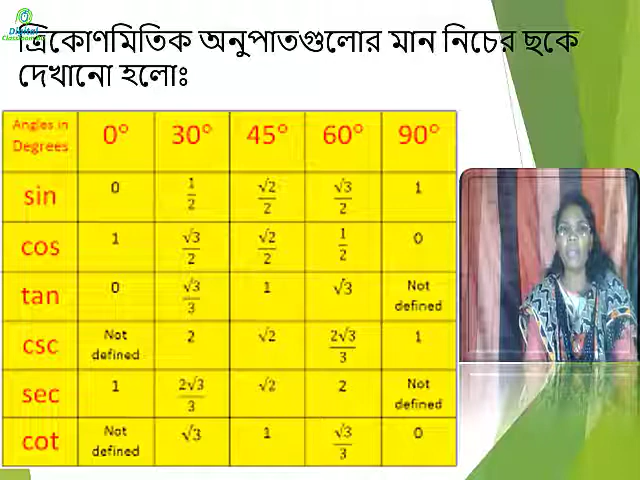 Digital
ত্রিকোণমিতিক অনুপাতগুলোর মান নিচের ছকে
দেখানো হলোঃ
Angles in Degrees 0° 30° 45° 60° 90°
sin 0 1/2 √2/2 √3/2 1
cos 1 √3/2 √2/2 1/2 0
tan 0 √3/3 1 √3 Not defined
csc Not defined 2 √2 2√3/3 1
sec 1 2√3/3 √2 2 Not defined
cot Not defined √3 1 √3/3 0